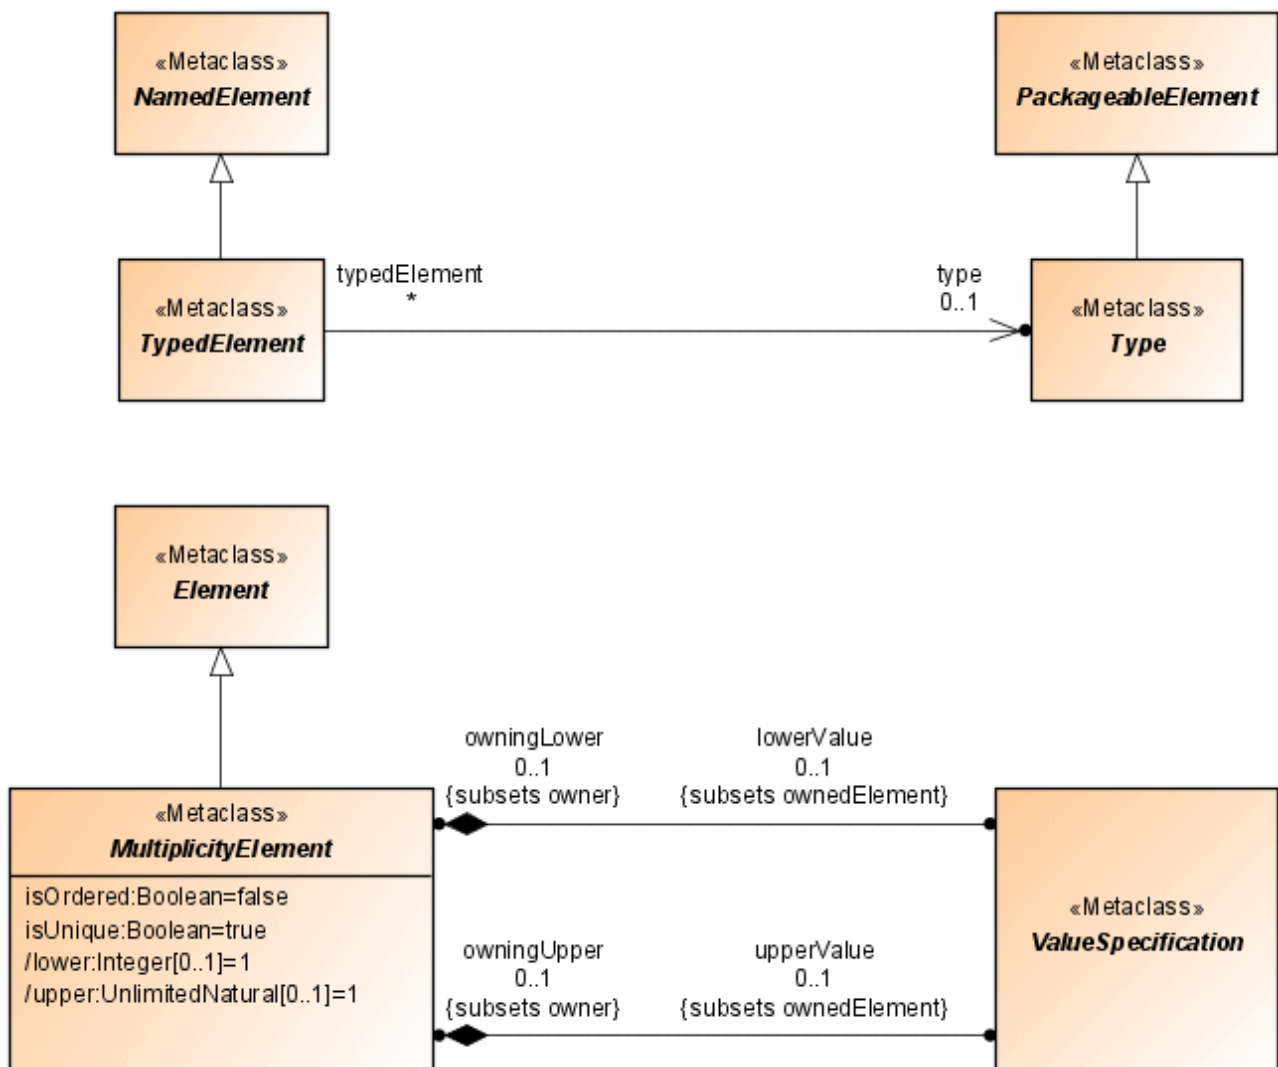 «Metaclass»
NamedElement
«Metaclass»
PackageableElement
«Metaclass»
TypedElement
typedElement
*
type
0..1
«Metaclass»
Type
«Metaclass»
Element
owningLower
0..1
{subsets owner}
lowerValue
0..1
{subsets ownedElement}
«Metaclass»
MultiplicityElement
isOrdered:Boolean=false
isUnique:Boolean=true
/lower:Integer[0..1]=1
/upper:UnlimitedNatural[0..1]=1
owningUpper
0..1
{subsets owner}
upperValue
0..1
{subsets ownedElement}
«Metaclass»
ValueSpecification